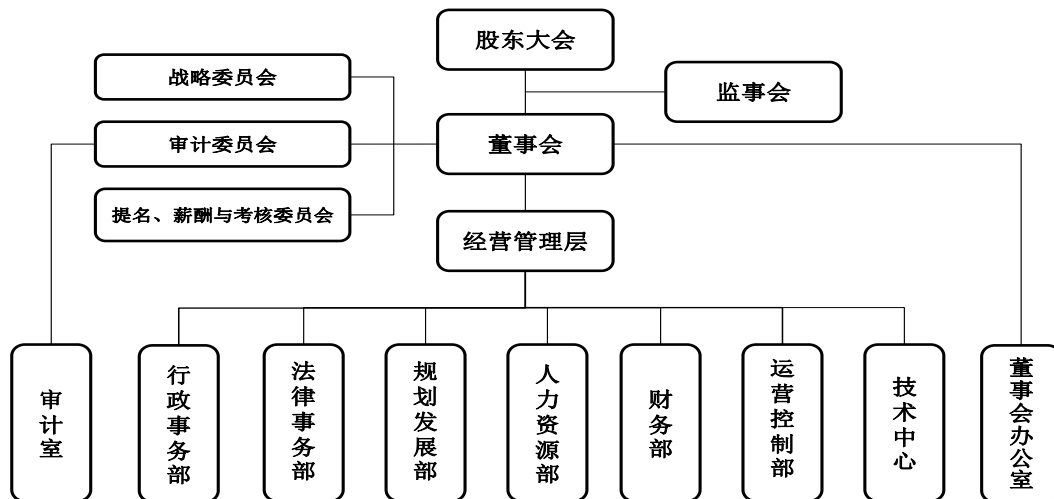 股东大会
战略委员会
监事会
审计委员会
董事会
提名、薪酬与考核委员会
经营管理层
审计室
行政事务部
法律事务部
规划发展部
人力资源部
财务部
运营控制部
技术中心
董事会办公室